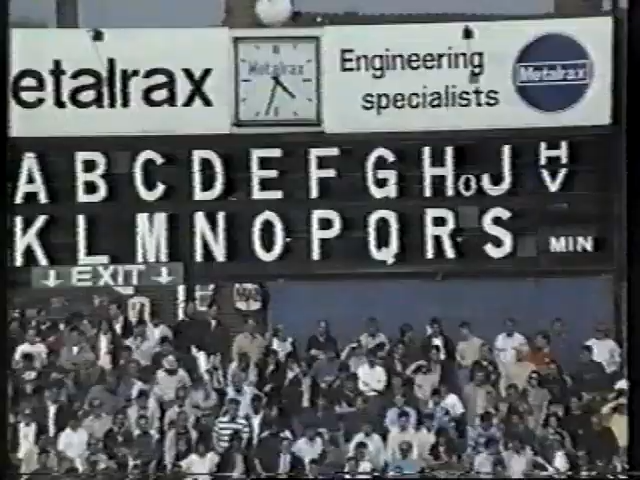 etalrax
Metalrax
Engineering
specialists
Metalrax
A B C D E F G H o J H V
K L M N O P Q R S MIN
↓ EXIT ↓